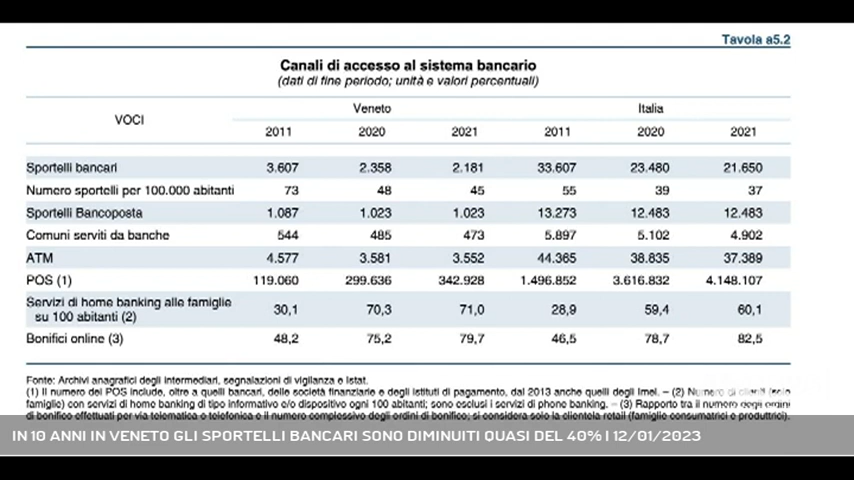 Tavola a5.2
Canali di accesso al sistema bancario
(dati di fine periodo; unità e valori percentuali)
VOCI Veneto Italia
2011 2020 2021 2011 2020 2021
Sportelli bancari 3.607 2.358 2.181 33.607 23.480 21.650
Numero sportelli per 100.000 abitanti 73 48 45 55 39 37
Sportelli Bancoposta 1.087 1.023 1.023 13.273 12.483 12.483
Comuni serviti da banche 544 485 473 5.897 5.102 4.902
ATM 4.577 3.581 3.552 44.365 38.835 37.389
POS (1) 119.060 299.636 342.928 1.496.852 3.616.832 4.148.107
Servizi di home banking alle famiglie
su 100 abitanti (2) 30,1 70,3 71,0 28,9 59,4 60,1
Bonifici online (3) 48,2 75,2 79,7 46,5 78,7 82,5
Fonte: Archivi anagrafici degli intermediari, segnalazioni di vigilanza e Istat.
(1) Il numero dei POS include, oltre a quelli bancari, delle società finanziarie e degli istituti di pagamento, dal 2013 anche quelli degli Imel. – (2) Numero di clienti (solo
famiglie) con servizi di home banking di tipo informativo e/o dispositivo ogni 100 abitanti; sono esclusi i servizi di phone banking. – (3) Rapporto tra il numero degli ordini
di bonifico effettuati per via telematica o telefonica e il numero complessivo degli ordini di bonifico; si considera solo la clientela retail (famiglie consumatrici e produttrici).
IN 10 ANNI IN VENETO GLI SPORTELLI BANCARI SONO DIMINUITI QUASI DEL 40% | 12/01/2023